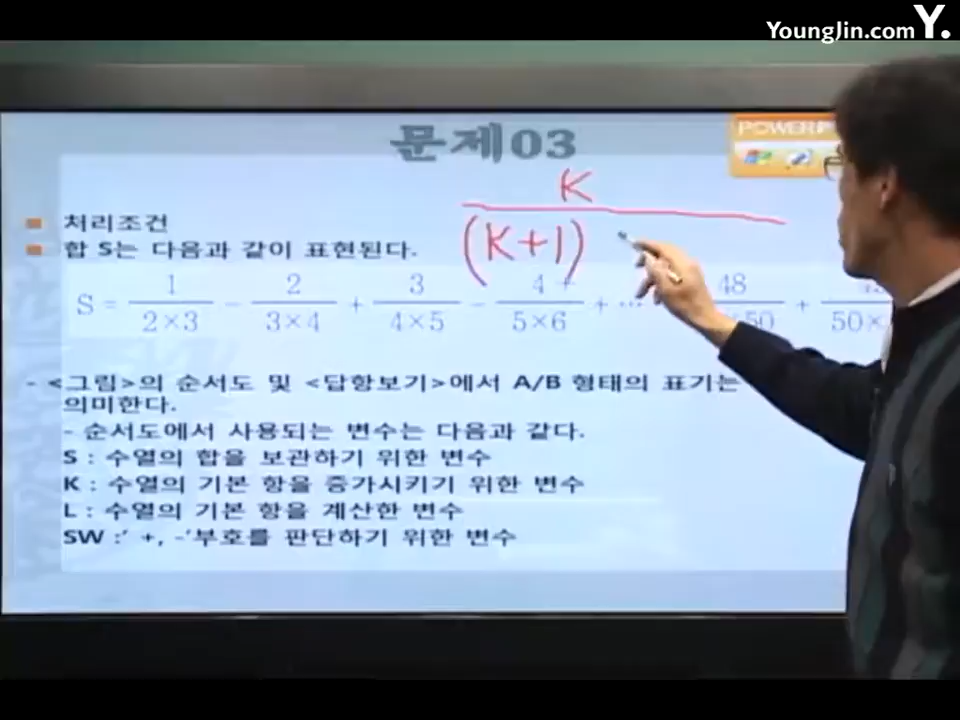 YoungJin.com Y.
문제03
K
(K+1)
처리조건
합 S는 다음과 같이 표현된다.
S = 1/2×3 - 2/3×4 + 3/4×5 - 4/5×6 + ... 48/50 +
- <그림>의 순서도 및 <답항보기>에서 A/B 형태의 표기는
의미한다.
- 순서도에서 사용되는 변수는 다음과 같다.
S : 수열의 합을 보관하기 위한 변수
K : 수열의 기본 항을 증가시키기 위한 변수
L : 수열의 기본 항을 계산한 변수
SW :' +, -'부호를 판단하기 위한 변수